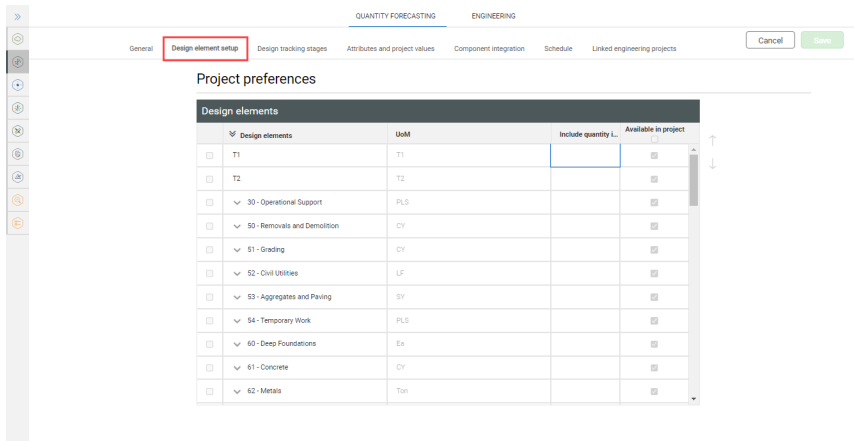 QUANTITY FORECASTING ENGINEERING
General Design element setup Design tracking stages Attributes and project values Component integration Schedule Linked engineering projects Cancel Save
Project preferences
Design elements
Design elements UoM Include quantity i... Available in project
T1 T1
T2 T2
30 - Operational Support PLS
50 - Removals and Demolition CY
51 - Grading CY
52 - Civil Utilities LF
53 - Aggregates and Paving SY
54 - Temporary Work PLS
60 - Deep Foundations Ea
61 - Concrete CY
62 - Metals Ton